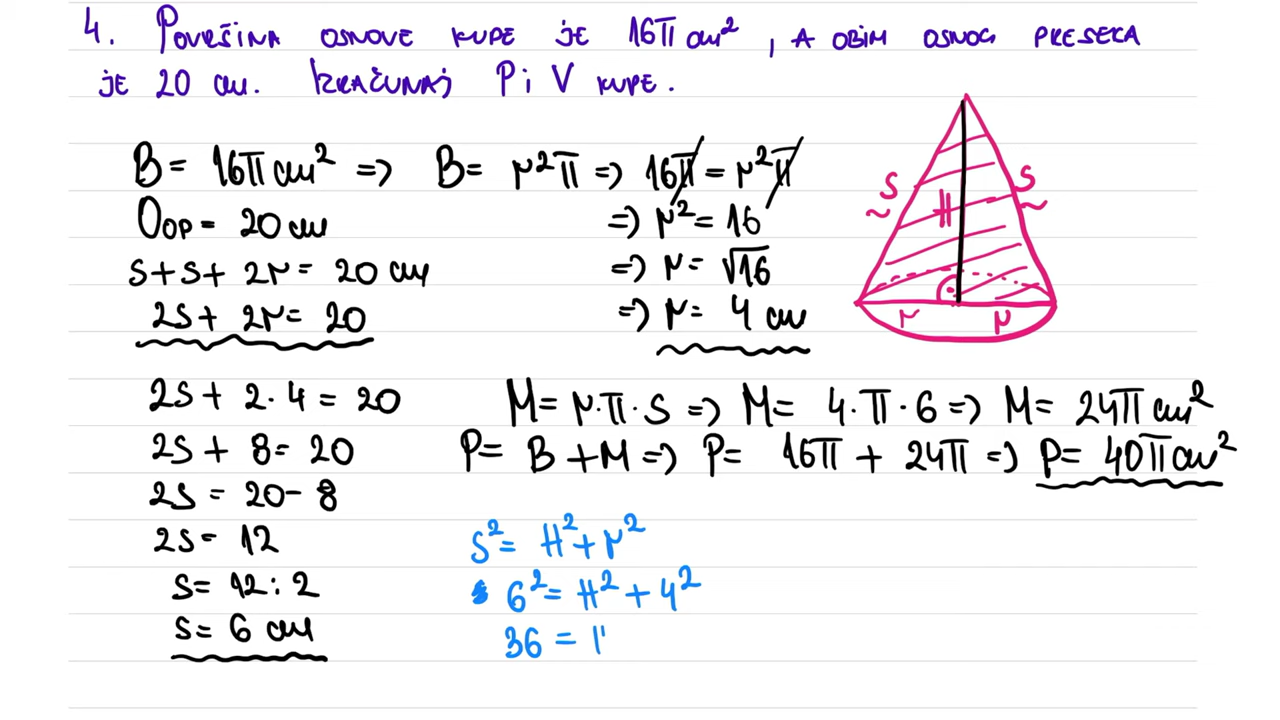 4. POVRŠINA OSNOVE KUPE JE 16π cm², A OBIM OSNOG PRESEKA
JE 20 cm. IZRAČUNAJ P i V KUPE.
B = 16π cm² => B = r²π => 16π = r²π
Oop = 20 cm => r² = 16
s + s + 2r = 20 cm => r = √16
2s + 2r = 20 => r = 4 cm
s s
H
r r
2s + 2·4 = 20
2s + 8 = 20
2s = 20 - 8
2s = 12
s = 12 : 2
s = 6 cm
M = r·π·s => M = 4·π·6 => M = 24π cm²
P = B + M => P = 16π + 24π => P = 40π cm²
s² = H² + r²
6² = H² + 4²
36 =